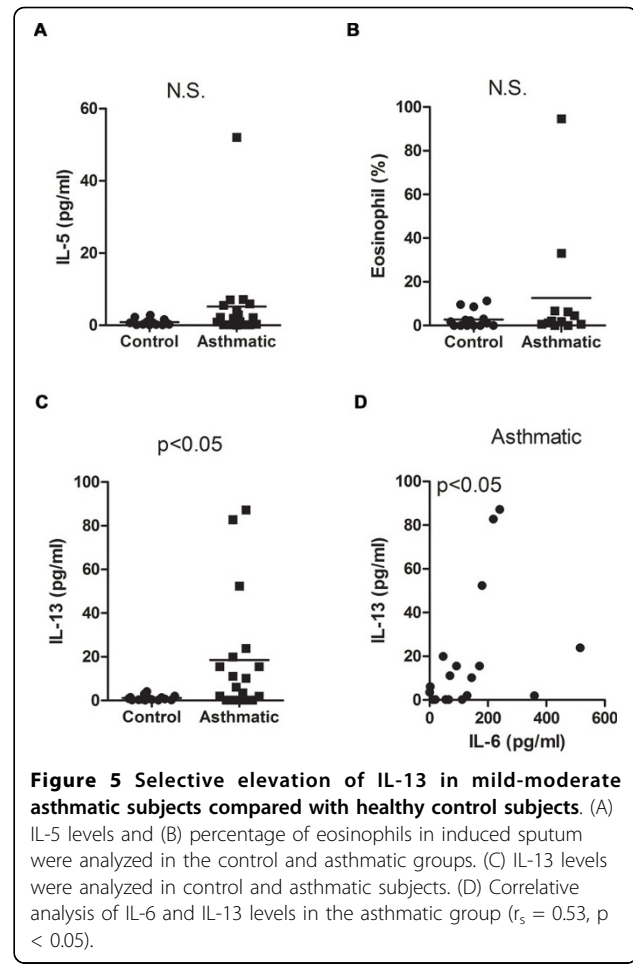 A
N.S.
60
40
20
0
IL-5 (pg/ml)
Control Asthmatic
B
N.S.
100
80
60
40
20
0
Eosinophil (%)
Control Asthmatic
C
p<0.05
100
80
60
40
20
0
IL-13 (pg/ml)
Control Asthmatic
D
Asthmatic
p<0.05
100
80
60
40
20
0
IL-13 (pg/ml)
0 200 400 600
IL-6 (pg/ml)
Figure 5 Selective elevation of IL-13 in mild-moderate
asthmatic subjects compared with healthy control subjects. (A)
IL-5 levels and (B) percentage of eosinophils in induced sputum
were analyzed in the control and asthmatic groups. (C) IL-13 levels
were analyzed in control and asthmatic subjects. (D) Correlative
analysis of IL-6 and IL-13 levels in the asthmatic group (rs = 0.53, p
< 0.05).